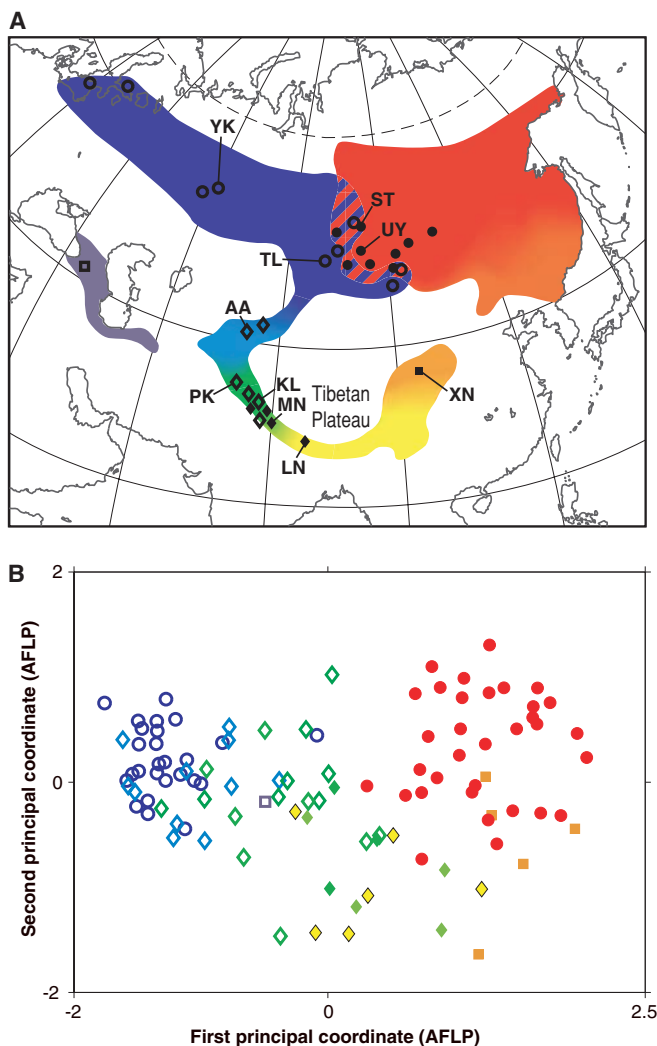 A
YK
ST
UY
TL
AA
PK
KL
MN
Tibetan
Plateau
XN
LN
B
2
Second principal coordinate (AFLP)
0
-2
-2
0
2.5
First principal coordinate (AFLP)